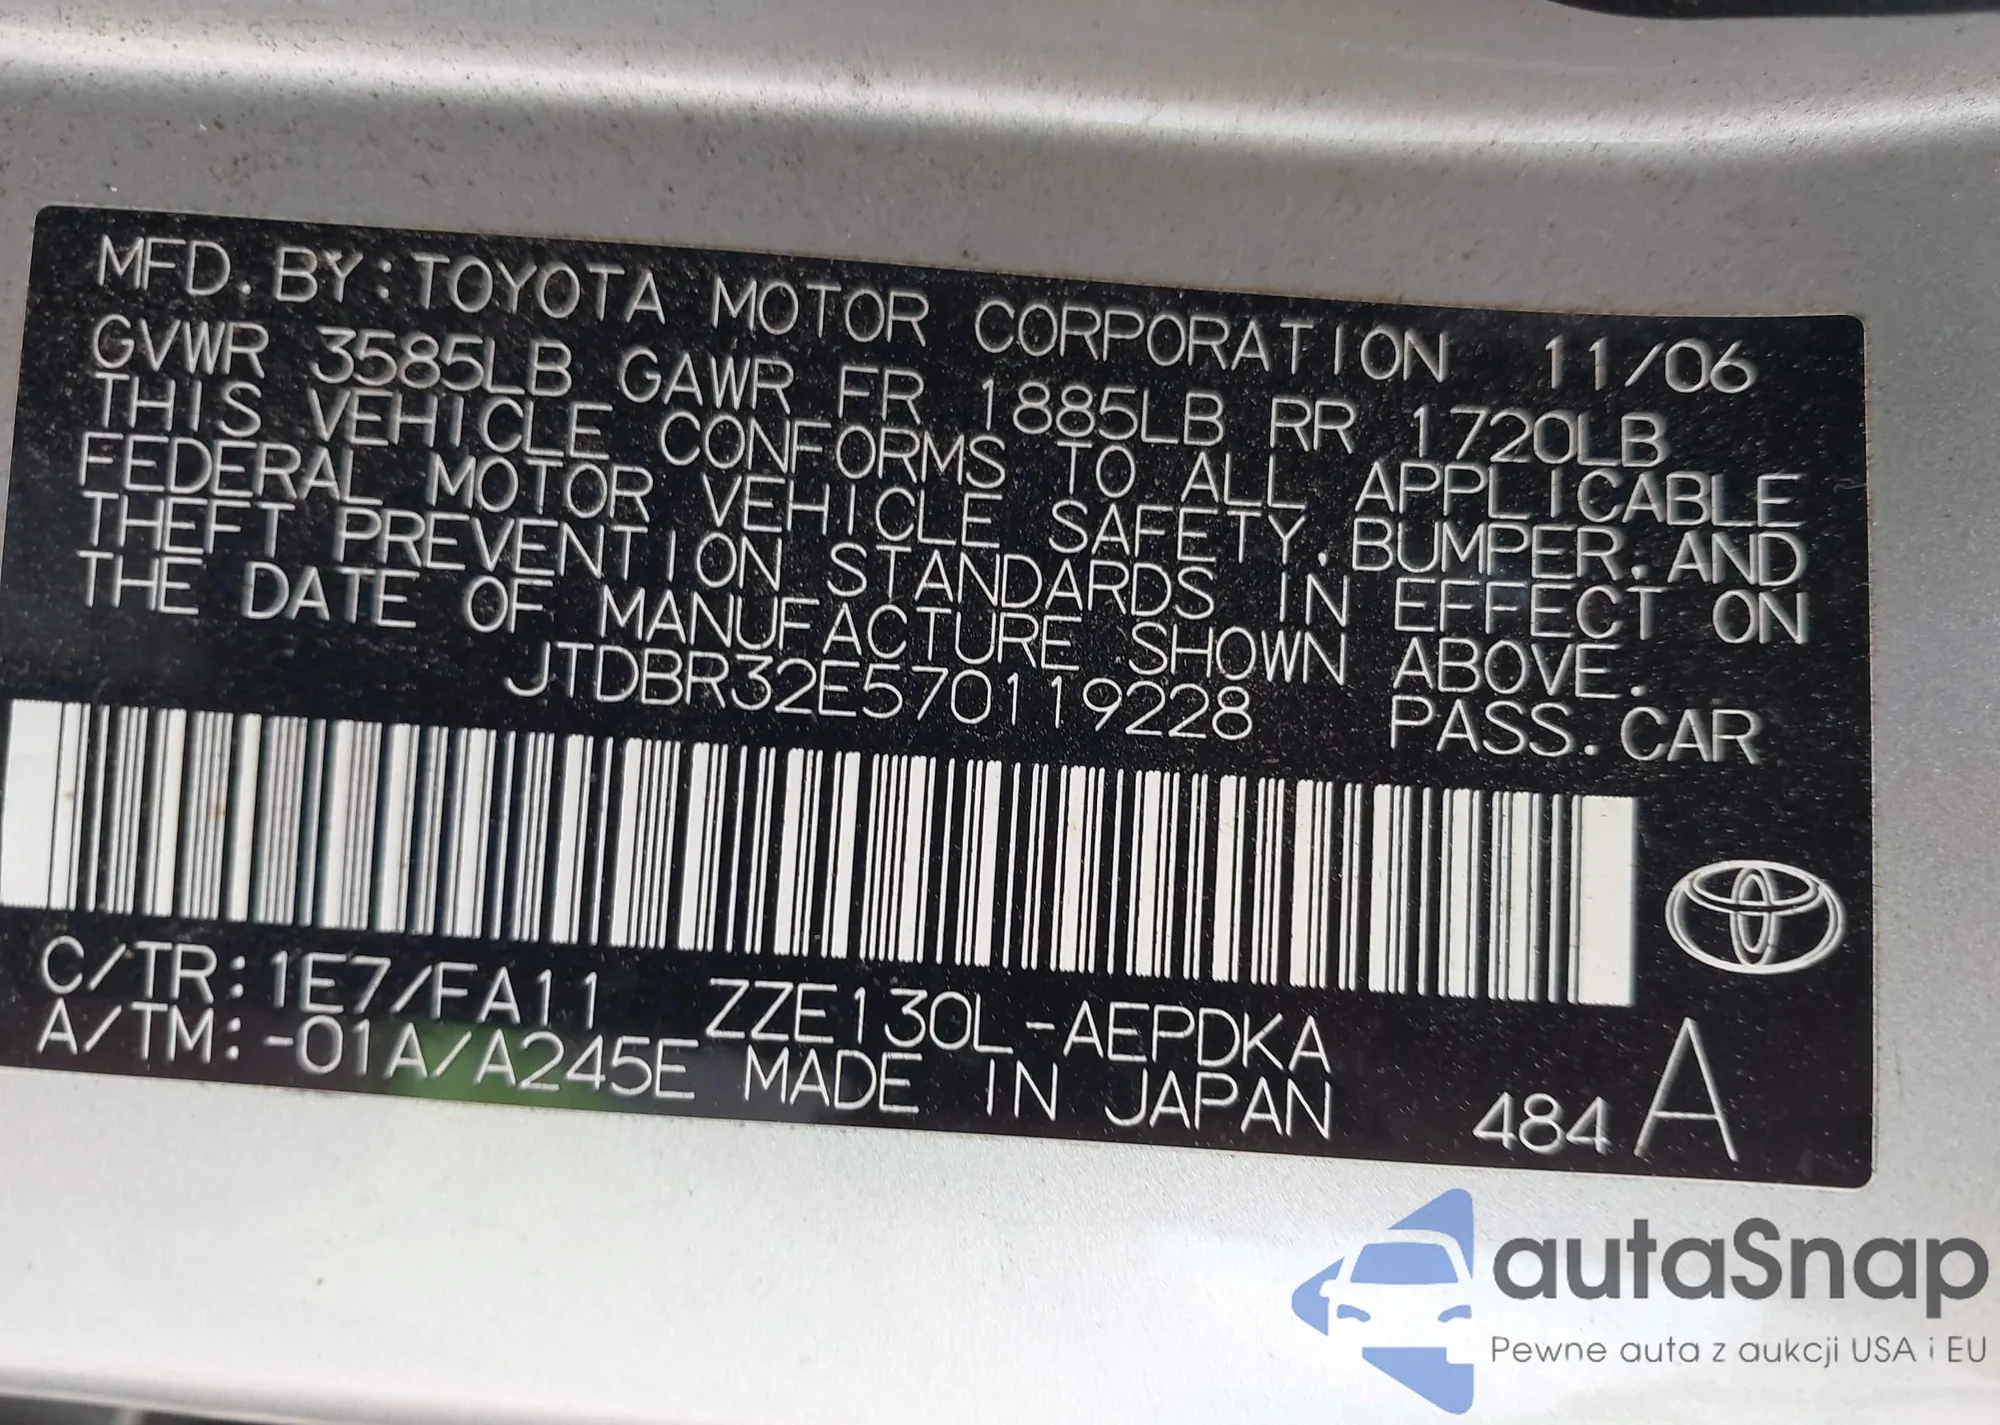 MFD. BY: TOYOTA MOTOR CORPORATION 11/06
GVWR 3585LB GAWR FR 1885LB RR 1720LB
THIS VEHICLE CONFORMS TO ALL APPLICABLE
FEDERAL MOTOR VEHICLE SAFETY, BUMPER, AND
THEFT PREVENTION STANDARDS IN EFFECT ON
THE DATE OF MANUFACTURE SHOWN ABOVE.
JTDBR32E570119228 PASS. CAR
C/TR: 1E7/FA11 ZZE130L-AEPDKA
A/TM: -01A/A245E MADE IN JAPAN 484 A
autaSnap
Pewne auta z aukcji USA i EU